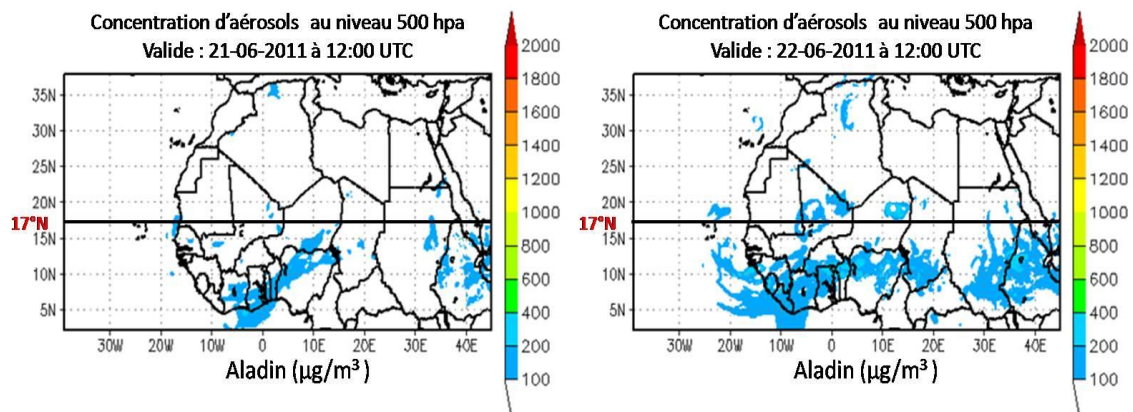 Concentration d'aérosols au niveau 500 hpa
Valide : 21-06-2011 à 12:00 UTC
2000
1800
1600
1400
1200
1000
800
600
400
200
100
35N
30N
25N
20N
17°N
15N
10N
5N
30W 20W 10W 0 10E 20E 30E 40E
Aladin (µg/m³ )
Concentration d'aérosols au niveau 500 hpa
Valide : 22-06-2011 à 12:00 UTC
2000
1800
1600
1400
1200
1000
800
600
400
200
100
35N
30N
25N
20N
17°N
15N
10N
5N
30W 20W 10W 0 10E 20E 30E 40E
Aladin (µg/m³ )